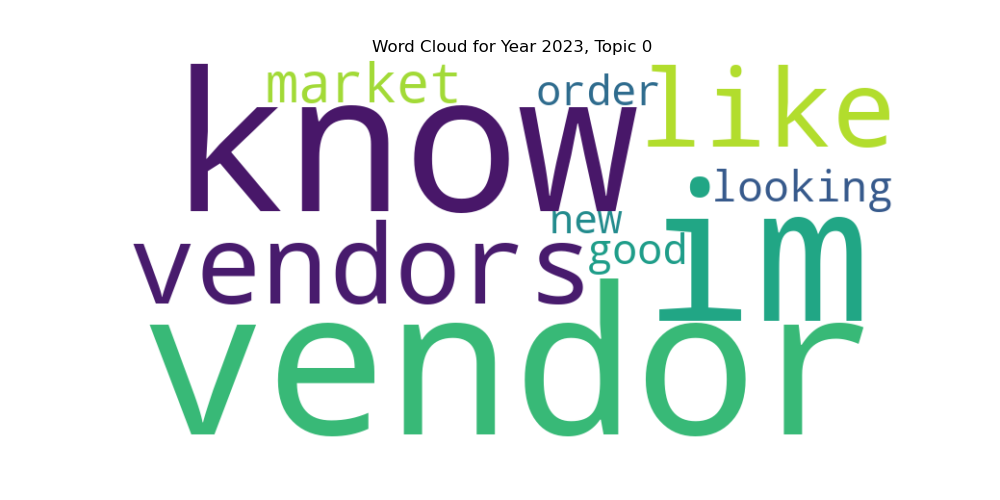 Word Cloud for Year 2023, Topic 0
market
order
like
know
looking
new
good
im
vendors
vendor